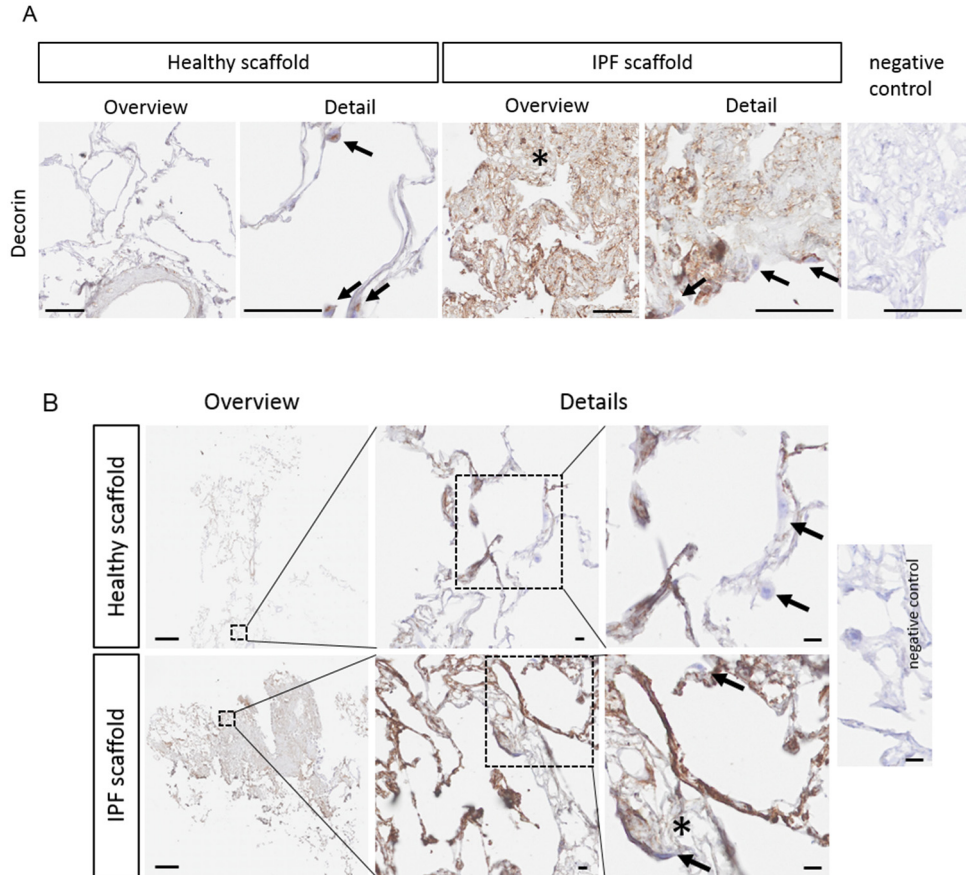 A
Healthy scaffold
IPF scaffold
negative
control
Overview
Detail
Overview
Detail
Decorin
*
B
Overview
Details
Healthy scaffold
negative control
IPF scaffold
*